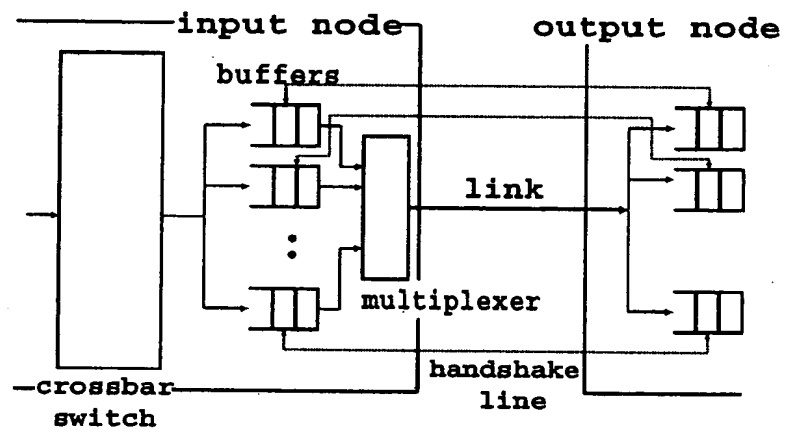 input node
output node
buffers
link
multiplexer
handshake
line
crossbar
switch